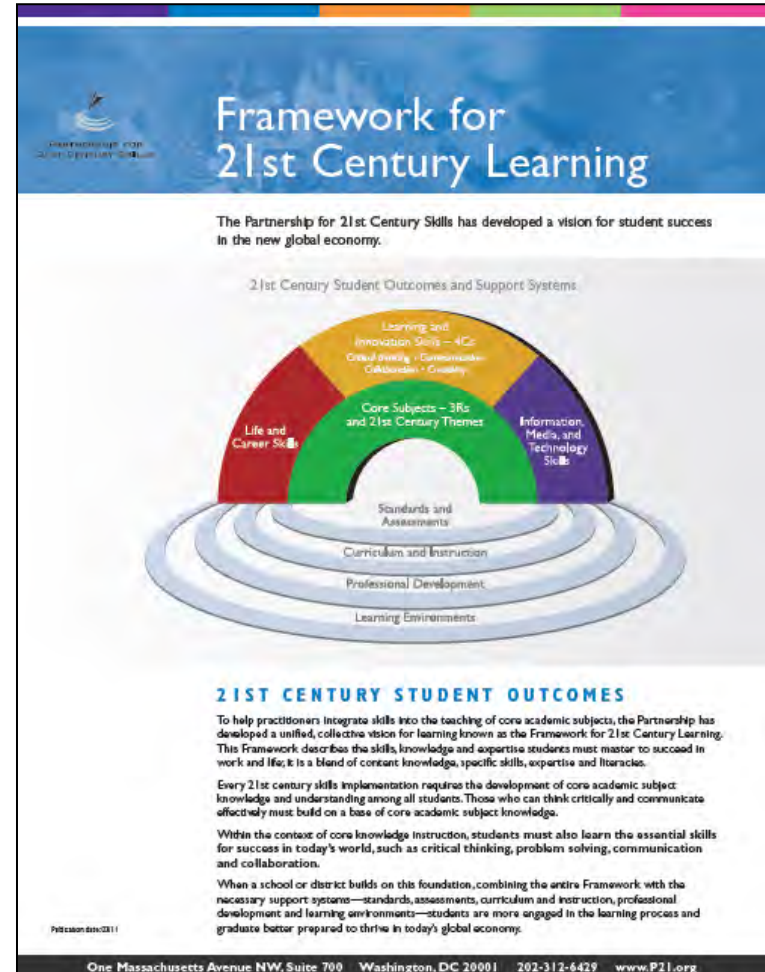 Framework for
21st Century Learning
The Partnership for 21st Century Skills has developed a vision for student success
in the new global economy.
21st Century Student Outcomes and Support Systems
Learning and
Innovation Skills – 4Cs
Critical thinking • Communication
Collaboration • Creativity
Core Subjects – 3Rs
and 21st Century Themes
Life and
Career Skills
Information,
Media, and
Technology
Skills
Standards and
Assessments
Curriculum and Instruction
Professional Development
Learning Environments
21ST CENTURY STUDENT OUTCOMES
To help practitioners integrate skills into the teaching of core academic subjects, the Partnership has
developed a unified, collective vision for learning known as the Framework for 21st Century Learning.
This Framework describes the skills, knowledge and expertise students must master to succeed in
work and life; it is a blend of content knowledge, specific skills, expertise and literacies.
Every 21st century skills implementation requires the development of core academic subject
knowledge and understanding among all students. Those who can think critically and communicate
effectively must build on a base of core academic subject knowledge.
Within the context of core knowledge instruction, students must also learn the essential skills
for success in today's world, such as critical thinking, problem solving, communication
and collaboration.
When a school or district builds on this foundation, combining the entire Framework with the
necessary support systems—standards, assessments, curriculum and instruction, professional
development and learning environments—students are more engaged in the learning process and
graduate better prepared to thrive in today's global economy.
Publication date:
One Massachusetts Avenue NW, Suite 700 Washington, DC 20001 202-312-6429 www.P21.org